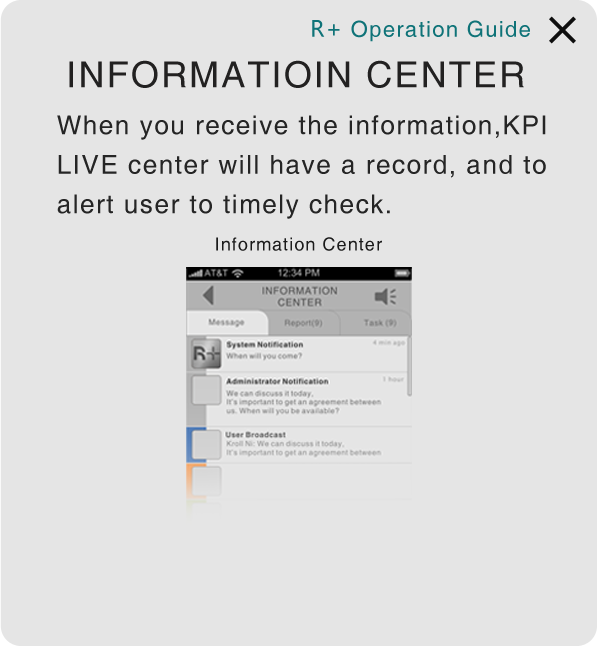 R+ Operation Guide
INFORMATIOIN CENTER
When you receive the information,KPI
LIVE center will have a record, and to
alert user to timely check.
Information Center
AT&T 12:34 PM
INFORMATION
CENTER
Message Report(9) Task (9)
R+
System Notification 4 min ago
When will you come?
Administrator Notification 1 hour
We can discuss it today,
It's important to get an agreement between
us. When will you be available?
User Broadcast
Kroll Ni: We can discuss it today,
It's important to get an agreement between